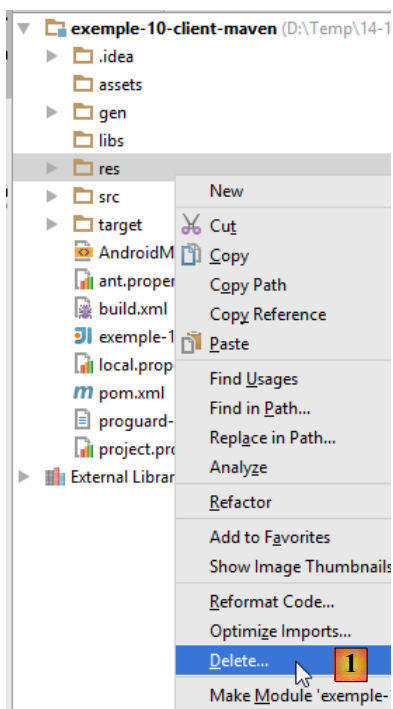 exemple-10-client-maven (D:\Temp\14-1
.idea
assets
gen
libs
res
src
target
AndroidM
ant.proper
build.xml
exemple-1
local.prop
pom.xml
proguard-
project.pro
External Librar
New
Cut
Copy
Copy Path
Copy Reference
Paste
Find Usages
Find in Path...
Replace in Path...
Analyze
Refactor
Add to Favorites
Show Image Thumbnails
Reformat Code...
Optimize Imports...
Delete...
1
Make Module 'exemple-